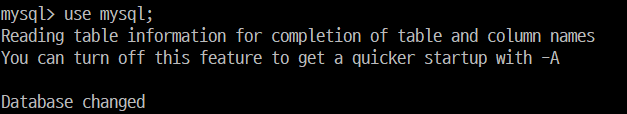 mysql> use mysql;
Reading table information for completion of table and column names
You can turn off this feature to get a quicker startup with -A
Database changed